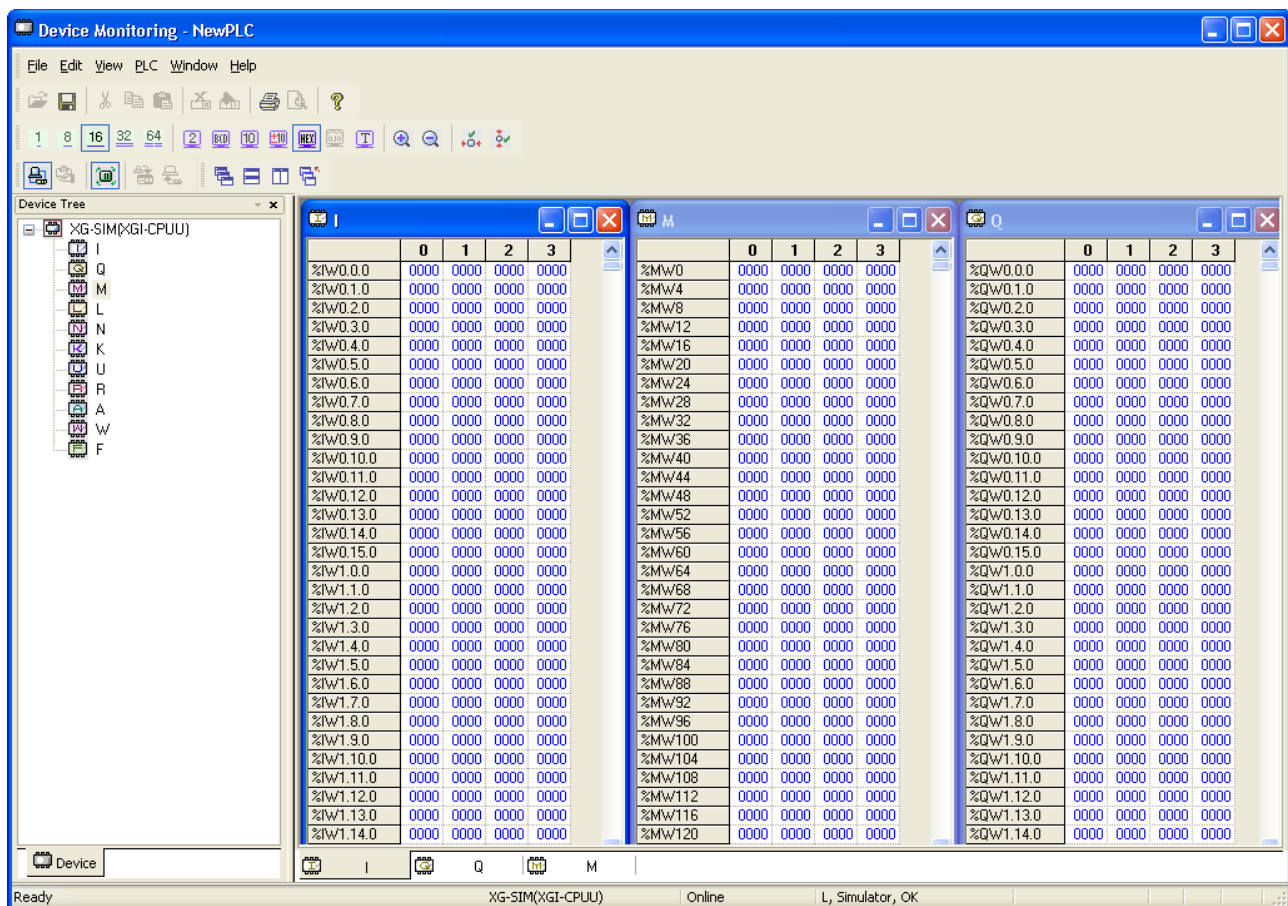 Device Monitoring - NewPLC
File Edit View PLC Window Help
1 8 16 32 64 2 BCD 10 ±10 HEX 0.10 T
Device Tree
XG-SIM(XGI-CPUU)
I
Q
M
L
N
K
U
R
A
W
F
Device
I
0 1 2 3
%IW0.0.0 0000 0000 0000 0000
%IW0.1.0 0000 0000 0000 0000
%IW0.2.0 0000 0000 0000 0000
%IW0.3.0 0000 0000 0000 0000
%IW0.4.0 0000 0000 0000 0000
%IW0.5.0 0000 0000 0000 0000
%IW0.6.0 0000 0000 0000 0000
%IW0.7.0 0000 0000 0000 0000
%IW0.8.0 0000 0000 0000 0000
%IW0.9.0 0000 0000 0000 0000
%IW0.10.0 0000 0000 0000 0000
%IW0.11.0 0000 0000 0000 0000
%IW0.12.0 0000 0000 0000 0000
%IW0.13.0 0000 0000 0000 0000
%IW0.14.0 0000 0000 0000 0000
%IW0.15.0 0000 0000 0000 0000
%IW1.0.0 0000 0000 0000 0000
%IW1.1.0 0000 0000 0000 0000
%IW1.2.0 0000 0000 0000 0000
%IW1.3.0 0000 0000 0000 0000
%IW1.4.0 0000 0000 0000 0000
%IW1.5.0 0000 0000 0000 0000
%IW1.6.0 0000 0000 0000 0000
%IW1.7.0 0000 0000 0000 0000
%IW1.8.0 0000 0000 0000 0000
%IW1.9.0 0000 0000 0000 0000
%IW1.10.0 0000 0000 0000 0000
%IW1.11.0 0000 0000 0000 0000
%IW1.12.0 0000 0000 0000 0000
%IW1.13.0 0000 0000 0000 0000
%IW1.14.0 0000 0000 0000 0000
M
0 1 2 3
%MW0 0000 0000 0000 0000
%MW4 0000 0000 0000 0000
%MW8 0000 0000 0000 0000
%MW12 0000 0000 0000 0000
%MW16 0000 0000 0000 0000
%MW20 0000 0000 0000 0000
%MW24 0000 0000 0000 0000
%MW28 0000 0000 0000 0000
%MW32 0000 0000 0000 0000
%MW36 0000 0000 0000 0000
%MW40 0000 0000 0000 0000
%MW44 0000 0000 0000 0000
%MW48 0000 0000 0000 0000
%MW52 0000 0000 0000 0000
%MW56 0000 0000 0000 0000
%MW60 0000 0000 0000 0000
%MW64 0000 0000 0000 0000
%MW68 0000 0000 0000 0000
%MW72 0000 0000 0000 0000
%MW76 0000 0000 0000 0000
%MW80 0000 0000 0000 0000
%MW84 0000 0000 0000 0000
%MW88 0000 0000 0000 0000
%MW92 0000 0000 0000 0000
%MW96 0000 0000 0000 0000
%MW100 0000 0000 0000 0000
%MW104 0000 0000 0000 0000
%MW108 0000 0000 0000 0000
%MW112 0000 0000 0000 0000
%MW116 0000 0000 0000 0000
%MW120 0000 0000 0000 0000
Q
0 1 2 3
%QW0.0.0 0000 0000 0000 0000
%QW0.1.0 0000 0000 0000 0000
%QW0.2.0 0000 0000 0000 0000
%QW0.3.0 0000 0000 0000 0000
%QW0.4.0 0000 0000 0000 0000
%QW0.5.0 0000 0000 0000 0000
%QW0.6.0 0000 0000 0000 0000
%QW0.7.0 0000 0000 0000 0000
%QW0.8.0 0000 0000 0000 0000
%QW0.9.0 0000 0000 0000 0000
%QW0.10.0 0000 0000 0000 0000
%QW0.11.0 0000 0000 0000 0000
%QW0.12.0 0000 0000 0000 0000
%QW0.13.0 0000 0000 0000 0000
%QW0.14.0 0000 0000 0000 0000
%QW0.15.0 0000 0000 0000 0000
%QW1.0.0 0000 0000 0000 0000
%QW1.1.0 0000 0000 0000 0000
%QW1.2.0 0000 0000 0000 0000
%QW1.3.0 0000 0000 0000 0000
%QW1.4.0 0000 0000 0000 0000
%QW1.5.0 0000 0000 0000 0000
%QW1.6.0 0000 0000 0000 0000
%QW1.7.0 0000 0000 0000 0000
%QW1.8.0 0000 0000 0000 0000
%QW1.9.0 0000 0000 0000 0000
%QW1.10.0 0000 0000 0000 0000
%QW1.11.0 0000 0000 0000 0000
%QW1.12.0 0000 0000 0000 0000
%QW1.13.0 0000 0000 0000 0000
%QW1.14.0 0000 0000 0000 0000
I Q M
Ready XG-SIM(XGI-CPUU) Online L, Simulator, OK